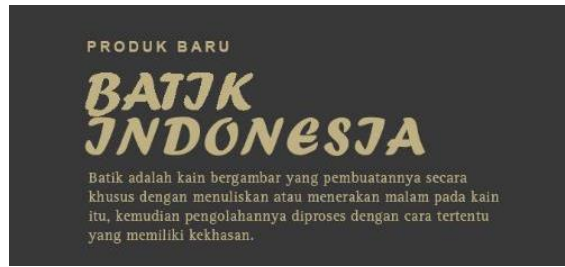 PRODUK BARU
BATIK
INDONESIA
Batik adalah kain bergambar yang pembuatannya secara
khusus dengan menuliskan atau menerakan malam pada kain
itu, kemudian pengolahannya diproses dengan cara tertentu
yang memiliki kekhasan.